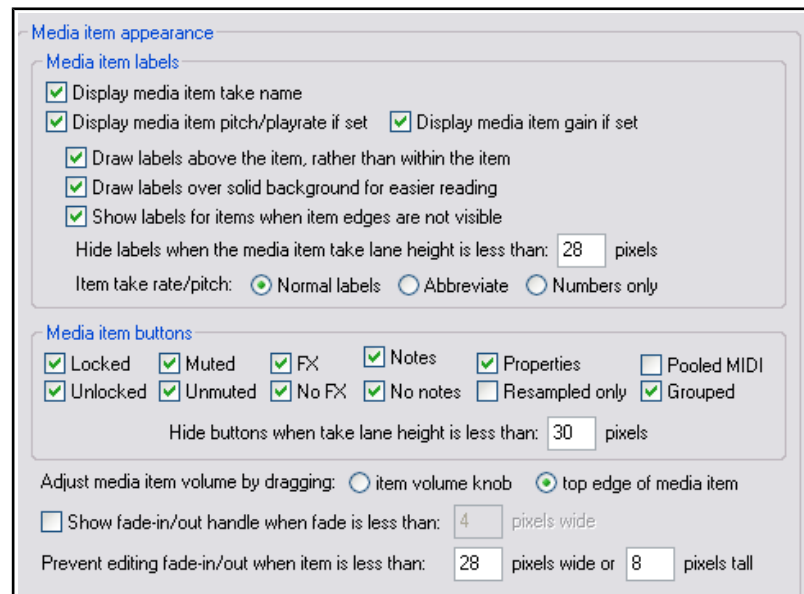 Media item appearance
Media item labels
Display media item take name
Display media item pitch/playrate if set Display media item gain if set
Draw labels above the item, rather than within the item
Draw labels over solid background for easier reading
Show labels for items when item edges are not visible
Hide labels when the media item take lane height is less than: 28 pixels
Item take rate/pitch: Normal labels Abbreviate Numbers only
Media item buttons
Locked Muted FX Notes Properties Pooled MIDI
Unlocked Unmuted No FX No notes Resampled only Grouped
Hide buttons when take lane height is less than: 30 pixels
Adjust media item volume by dragging: item volume knob top edge of media item
Show fade-in/out handle when fade is less than: 4 pixels wide
Prevent editing fade-in/out when item is less than: 28 pixels wide or 8 pixels tall